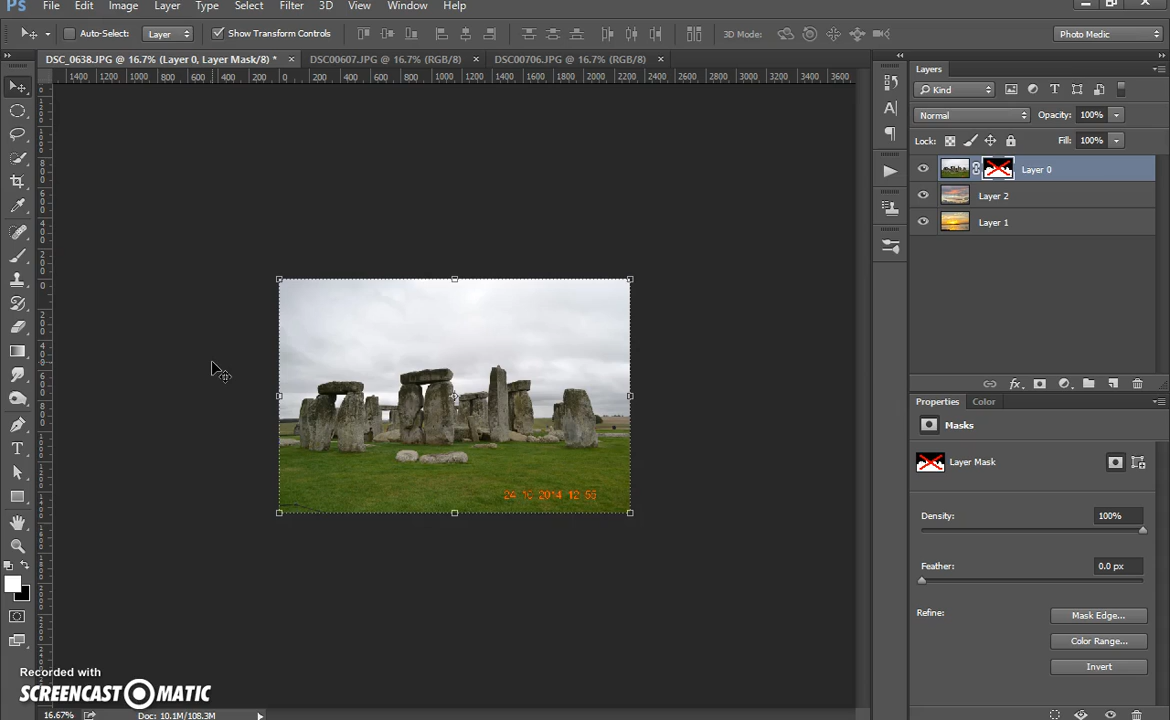 Ps File Edit Image Layer Type Select Filter 3D View Window Help
Auto-Select: Layer Show Transform Controls 3D Mode: Photo Medic
DSC_0638.JPG @ 16.7% (Layer 0, Layer Mask/8) * × DSC00607.JPG @ 16.7% (RGB/8) × DSC00706.JPG @ 16.7% (RGB/8) ×
1400 1200 1000 800 600 400 200 0 200 400 600 800 1000 1200 1400 1600 1800 2000 2200 2400 2600 2800 3000 3200 3400 3600
Layers
Kind
Normal Opacity: 100%
Lock: Fill: 100%
Layer 0
Layer 2
Layer 1
Properties Color
Masks
Layer Mask
Density: 100%
Feather: 0.0 px
Refine: Mask Edge...
Color Range...
Invert
24 10 2014 12 55
Recorded with
SCREENCAST MATIC
16.67% Doc: 10.1M/108.3M